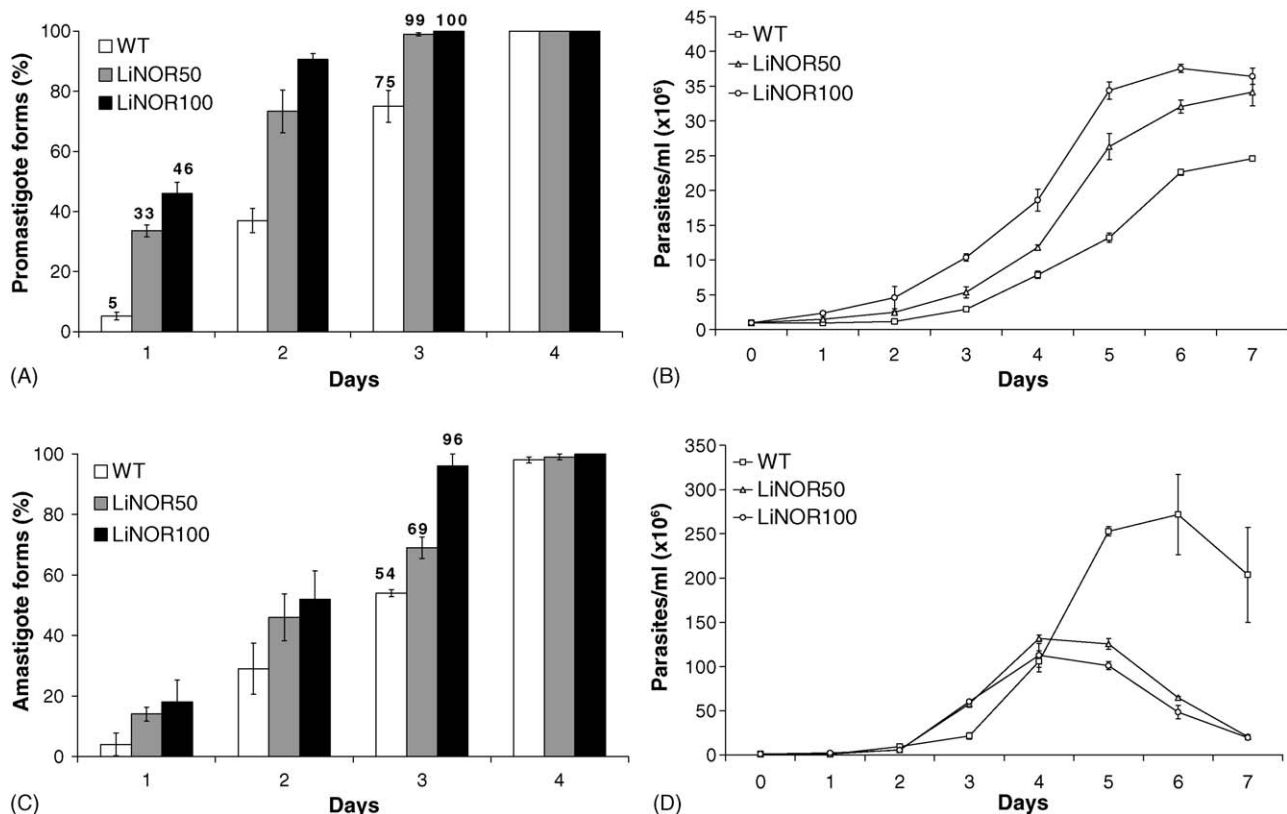 100
80
60
40
20
0
Promastigote forms (%)
WT
LiNOR50
LiNOR100
5
33
46
75
99
100
1
2
3
4
Days
(A)
45
40
35
30
25
20
15
10
5
0
Parasites/ml (x10⁶)
WT
LiNOR50
LiNOR100
0
1
2
3
4
5
6
7
Days
(B)
100
80
60
40
20
0
Amastigote forms (%)
WT
LiNOR50
LiNOR100
54
69
96
1
2
3
4
Days
(C)
350
300
250
200
150
100
50
0
Parasites/ml (x10⁶)
WT
LiNOR50
LiNOR100
0
1
2
3
4
5
6
7
Days
(D)